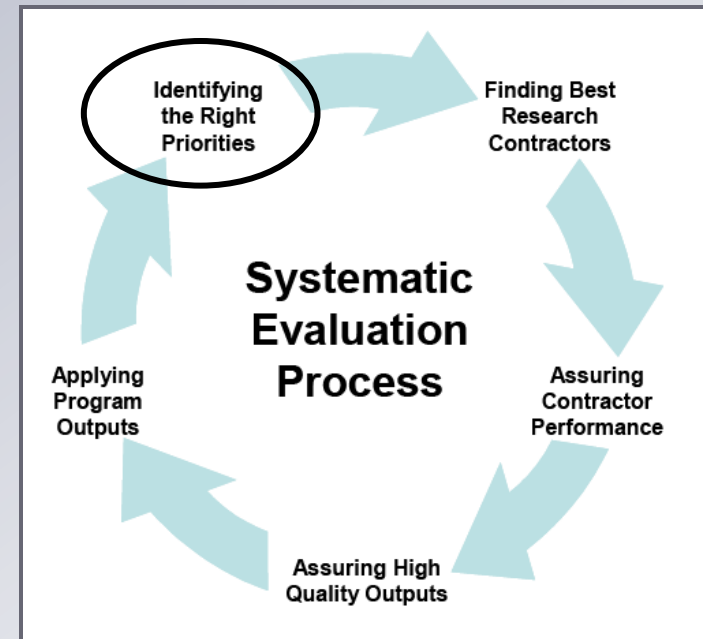 Identifying
the Right
Priorities
Finding Best
Research
Contractors
Systematic
Evaluation
Process
Applying
Program
Outputs
Assuring
Contractor
Performance
Assuring High
Quality Outputs